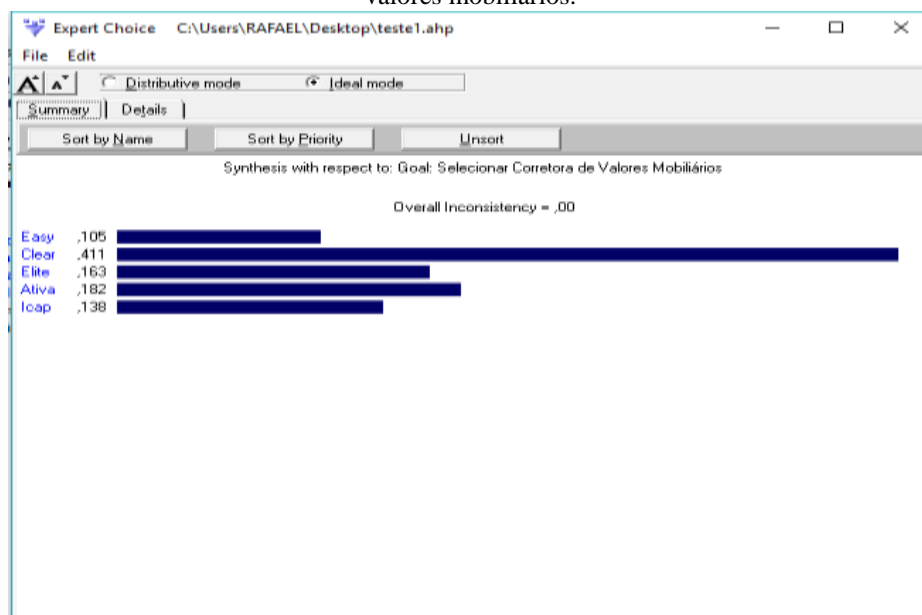 valores mobiliários.
Expert Choice C:\Users\RAFAEL\Desktop\teste1.ahp
File Edit
A A Distributive mode Ideal mode
Summary Details
Sort by Name Sort by Priority Unsort
Synthesis with respect to: Goal: Selecionar Corretora de Valores Mobiliários
Overall Inconsistency = ,00
Easy ,105
Clear ,411
Elite ,163
Ativa ,182
Icap ,138